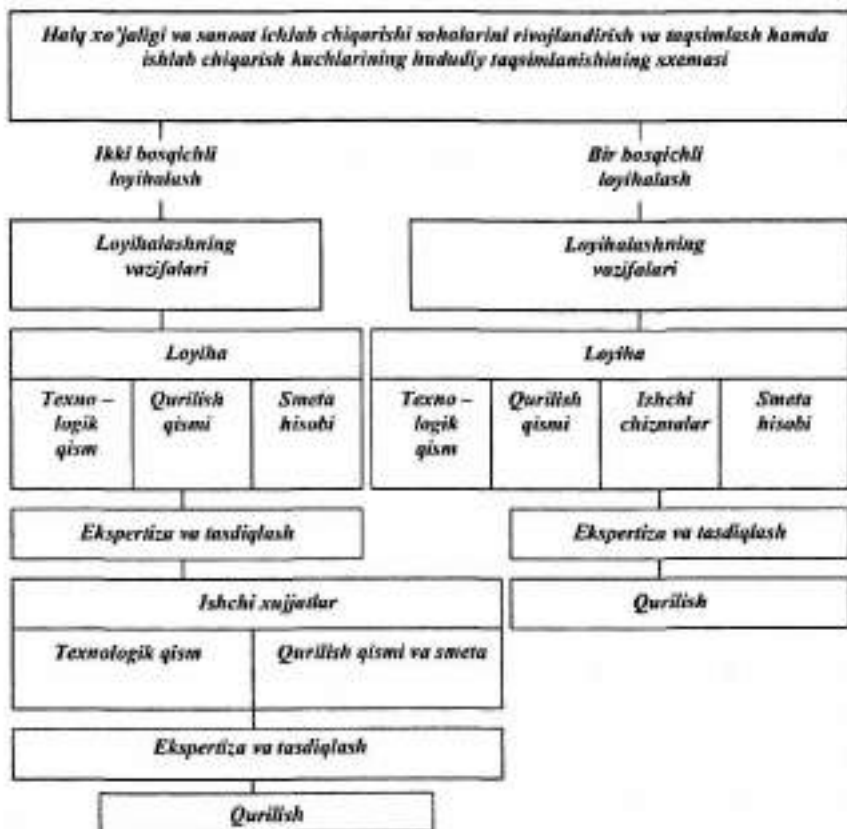 Halq xo'jaligi va sanoat ichlab chiqarishi sohalarini rivojlandirish va taqsimlash hamda
ishlab chiqarish kuchlarining hududiy taqsimlanishining sxemasi
Ikki bosqichli
loyihalash
Bir bosqichli
loyihalash
Loyihalashning
vazifalari
Loyihalashning
vazifalari
Loyiha
Texno –
logik
qism
Qurilish
qismi
Smeta
hisobi
Loyiha
Texno –
logik
qism
Qurilish
qismi
Ishchi
chizmalar
Smeta
hisobi
Ekspertiza va tasdiqlash
Ekspertiza va tasdiqlash
Ishchi xujjatlar
Texnologik qism
Qurilish qismi va smeta
Qurilish
Ekspertiza va tasdiqlash
Qurilish